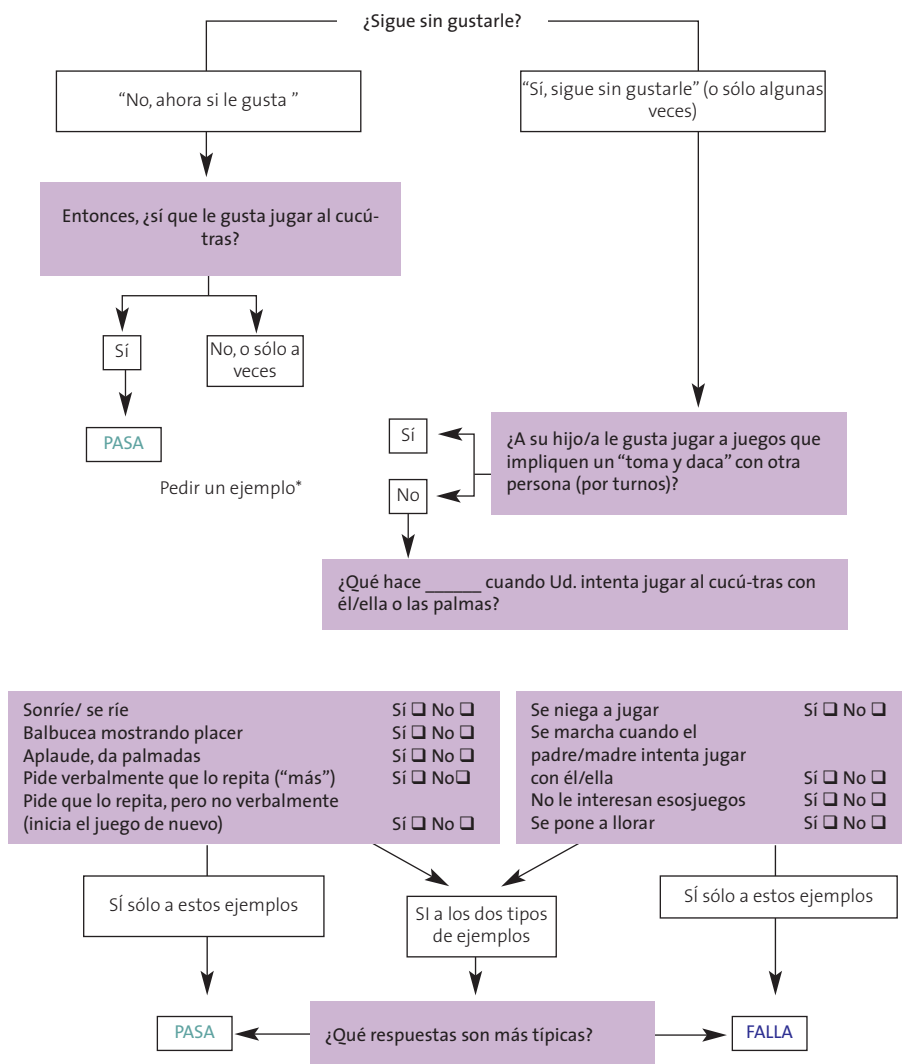 ¿Sigue sin gustarle?
“No, ahora si le gusta ”
“Sí, sigue sin gustarle” (o sólo algunas
veces)
Entonces, ¿sí que le gusta jugar al cucú-
tras?
Sí
No, o sólo a
veces
PASA
Pedir un ejemplo*
Sí
No
¿A su hijo/a le gusta jugar a juegos que
impliquen un “toma y daca” con otra
persona (por turnos)?
¿Qué hace ______ cuando Ud. intenta jugar al cucú-tras con
él/ella o las palmas?
Sonríe/ se ríe Sí ❑ No ❑
Balbucea mostrando placer Sí ❑ No ❑
Aplaude, da palmadas Sí ❑ No ❑
Pide verbalmente que lo repita (“más”) Sí ❑ No❑
Pide que lo repita, pero no verbalmente
(inicia el juego de nuevo) Sí ❑ No ❑
Se niega a jugar Sí ❑ No ❑
Se marcha cuando el
padre/madre intenta jugar
con él/ella Sí ❑ No ❑
No le interesan esosjuegos Sí ❑ No ❑
Se pone a llorar Sí ❑ No ❑
SÍ sólo a estos ejemplos
SI a los dos tipos
de ejemplos
SÍ sólo a estos ejemplos
PASA
¿Qué respuestas son más típicas?
FALLA